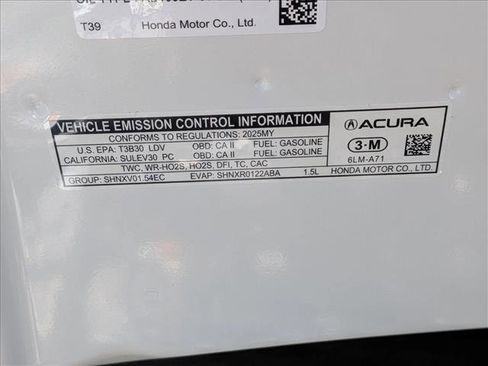 T39 Honda Motor Co., Ltd.
VEHICLE EMISSION CONTROL INFORMATION
CONFORMS TO REGULATIONS: 2025MY
U.S. EPA: T3B30 LDV OBD: CA II FUEL: GASOLINE
CALIFORNIA: SULEV30 PC OBD: CA II FUEL: GASOLINE
TWC, WR-HO2S, HO2S, DFI, TC, CAC
GROUP: SHNXV01.54EC EVAP: SHNXR0122ABA 1.5L
ACURA
3·M
6LM-A71
HONDA MOTOR CO., LTD.